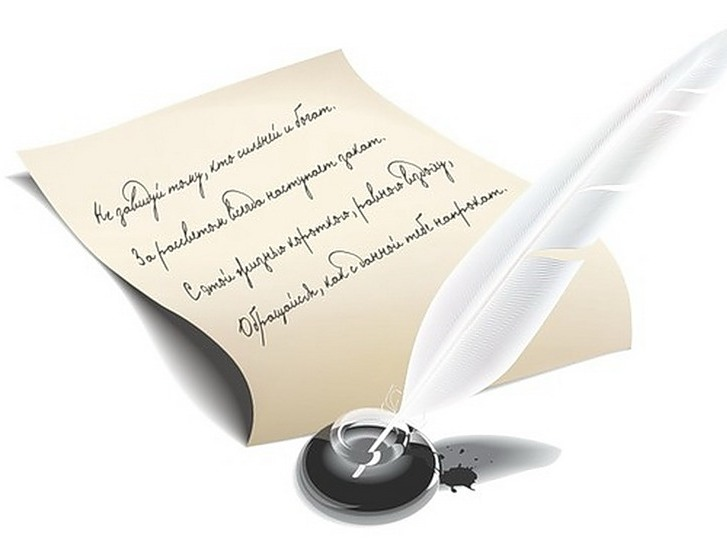 Не завидуй тому, кто сильный и богат.
За рассветом всегда наступает закат.
С этой жизнью короткою, равною вздоху,
Обращайся, как с данной тебе напрокат.